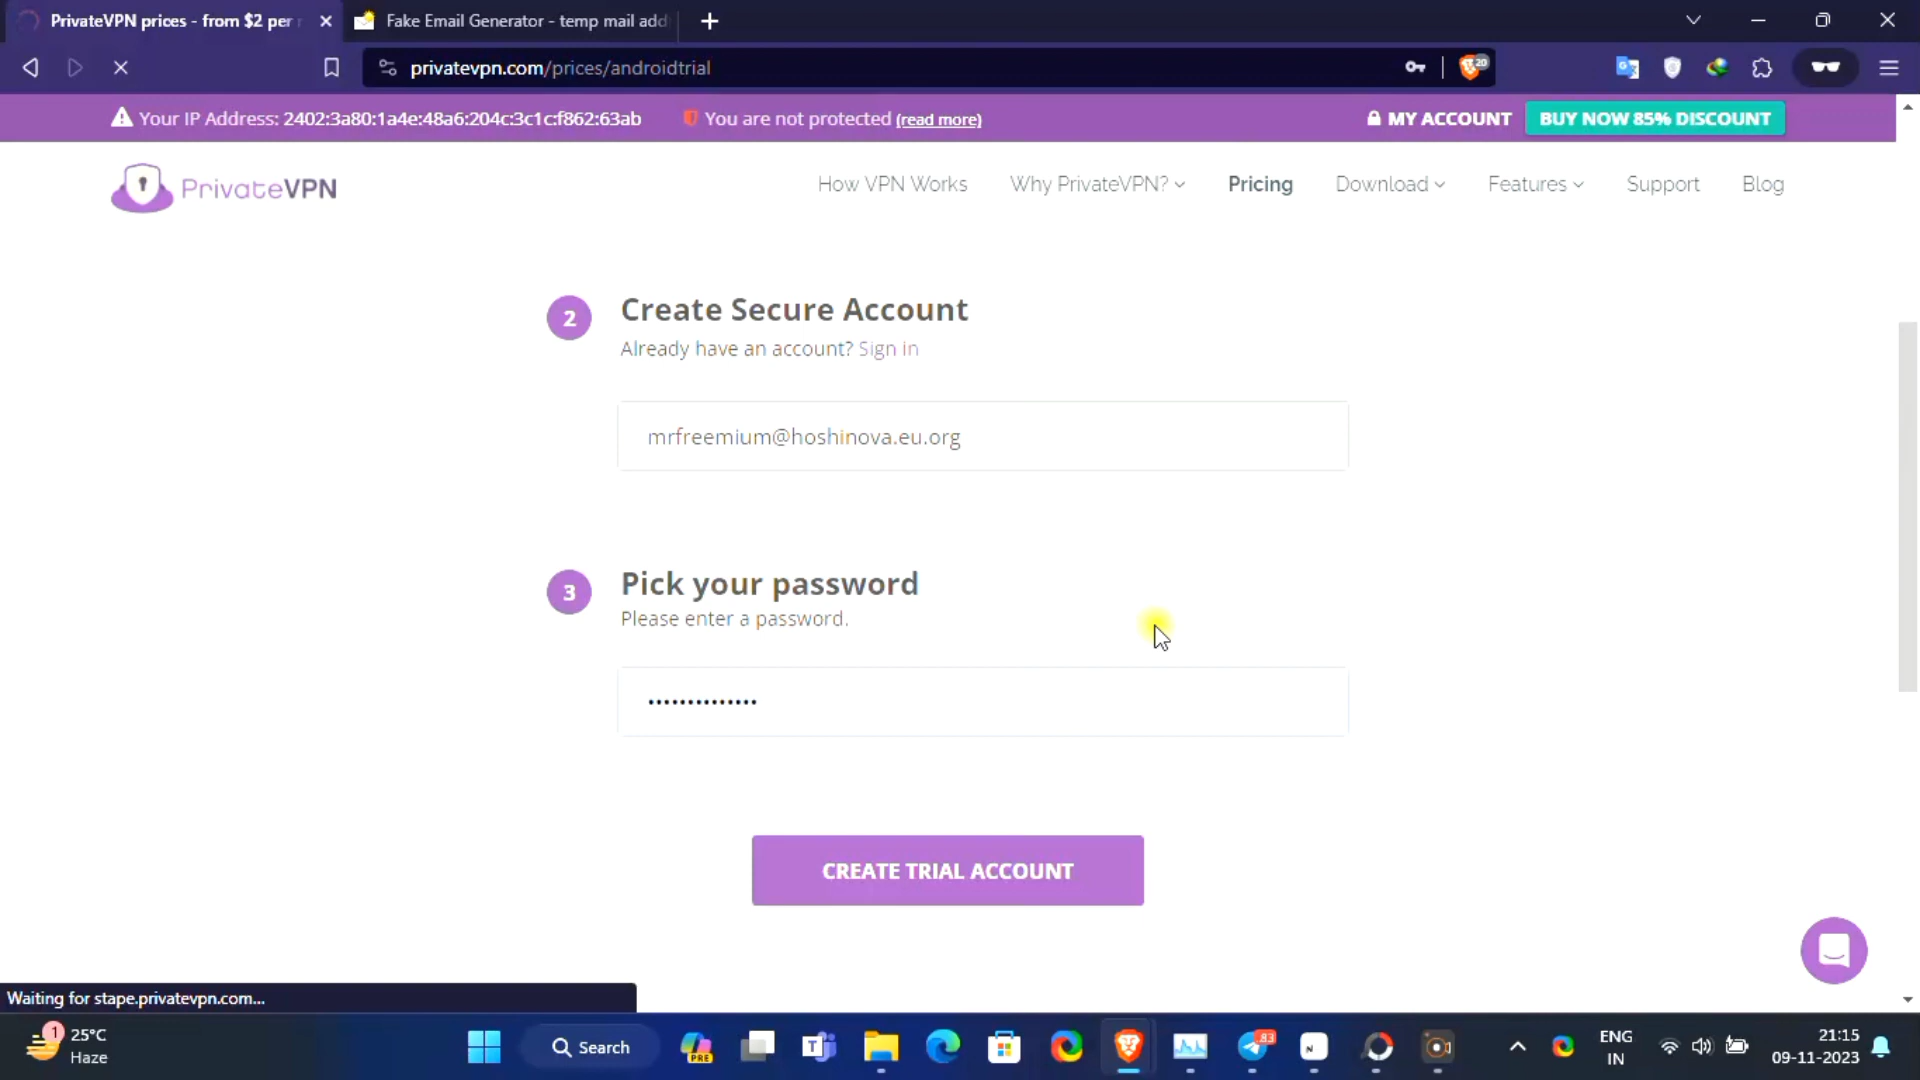 PrivateVPN prices - from $2 per
Fake Email Generator - temp mail add
privatevpn.com/prices/androidtrial
20
Your IP Address: 2402:3a80:1a4e:48a6:204c:3c1c:f862:63ab
You are not protected (read more)
MY ACCOUNT
BUY NOW 85% DISCOUNT
PrivateVPN
How VPN Works
Why PrivateVPN?
Pricing
Download
Features
Support
Blog
2
Create Secure Account
Already have an account? Sign in
mrfreemium@hoshinova.eu.org
3
Pick your password
Please enter a password.
CREATE TRIAL ACCOUNT
Waiting for stape.privatevpn.com...
1
25°C
Haze
Search
PRE
83
ENG
IN
21:15
09-11-2023